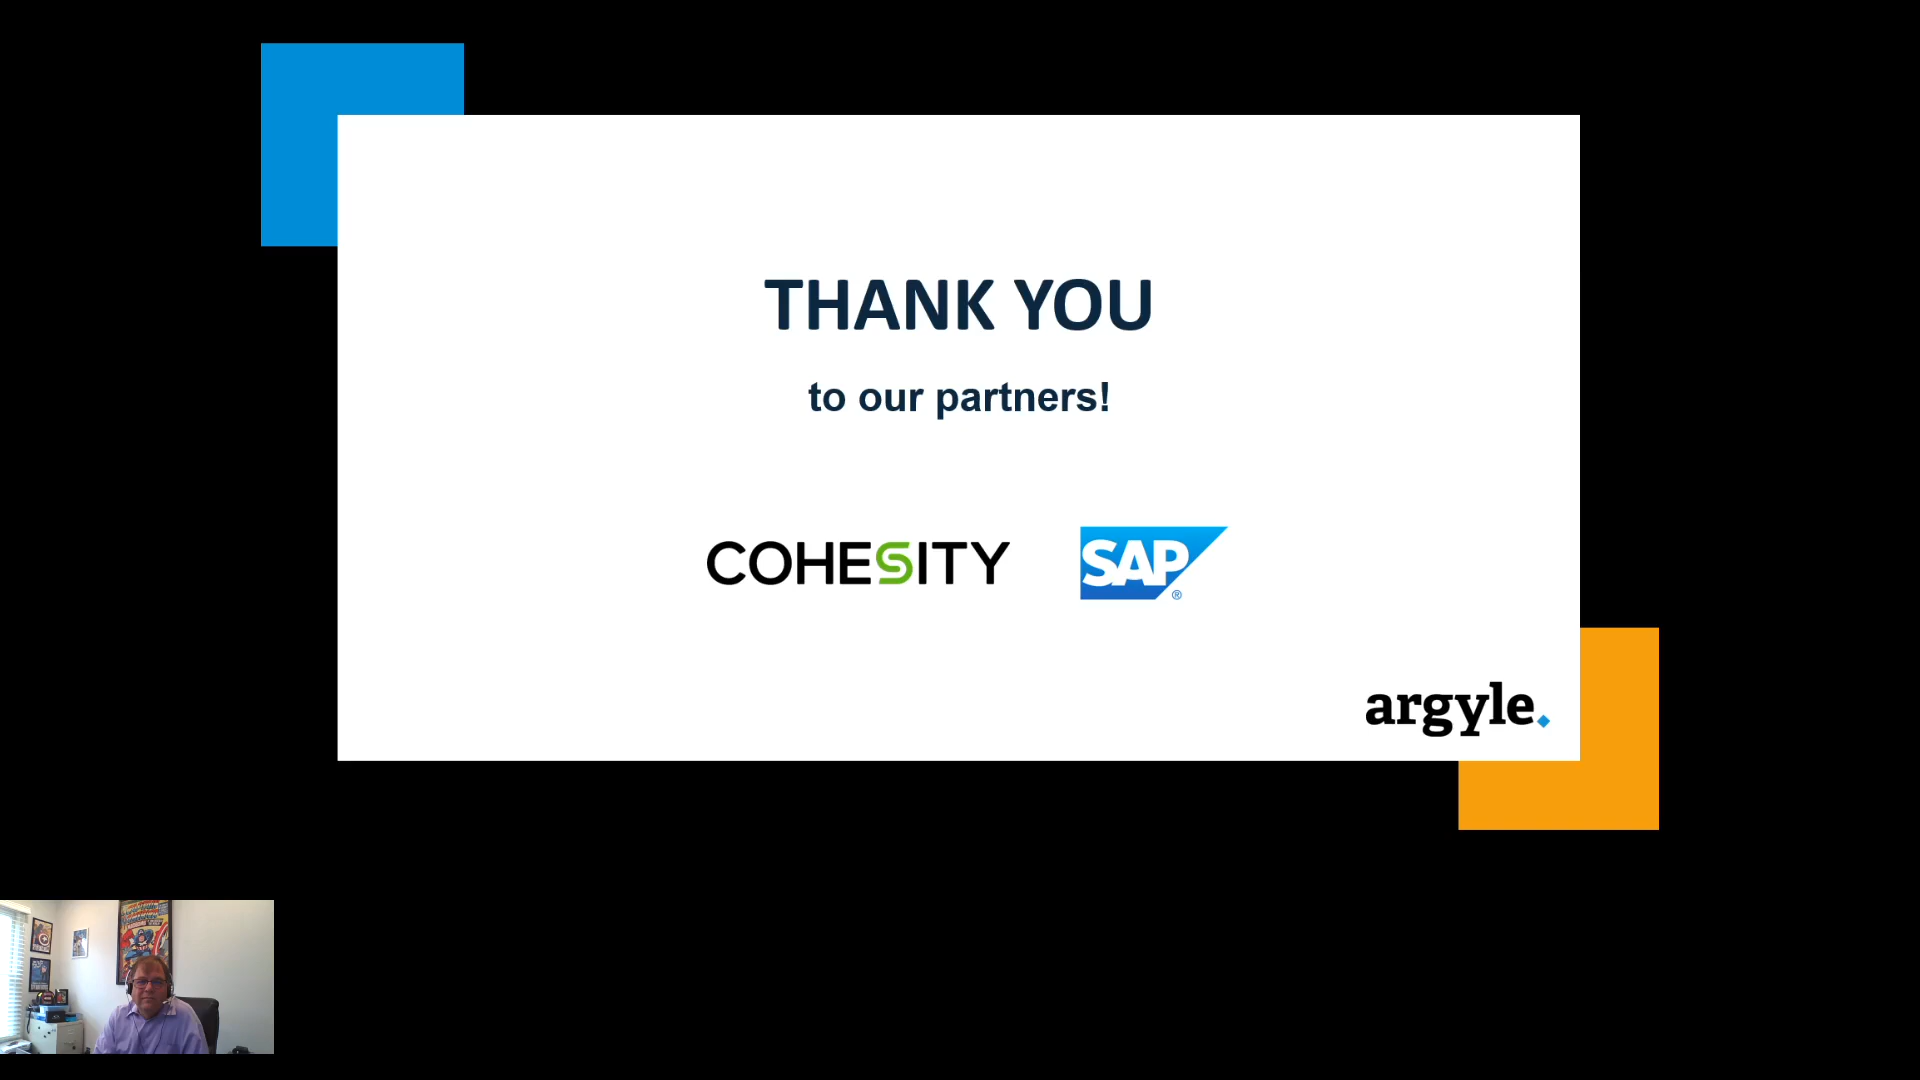 THANK YOU
to our partners!
COHESITY
SAP
®
argyle.